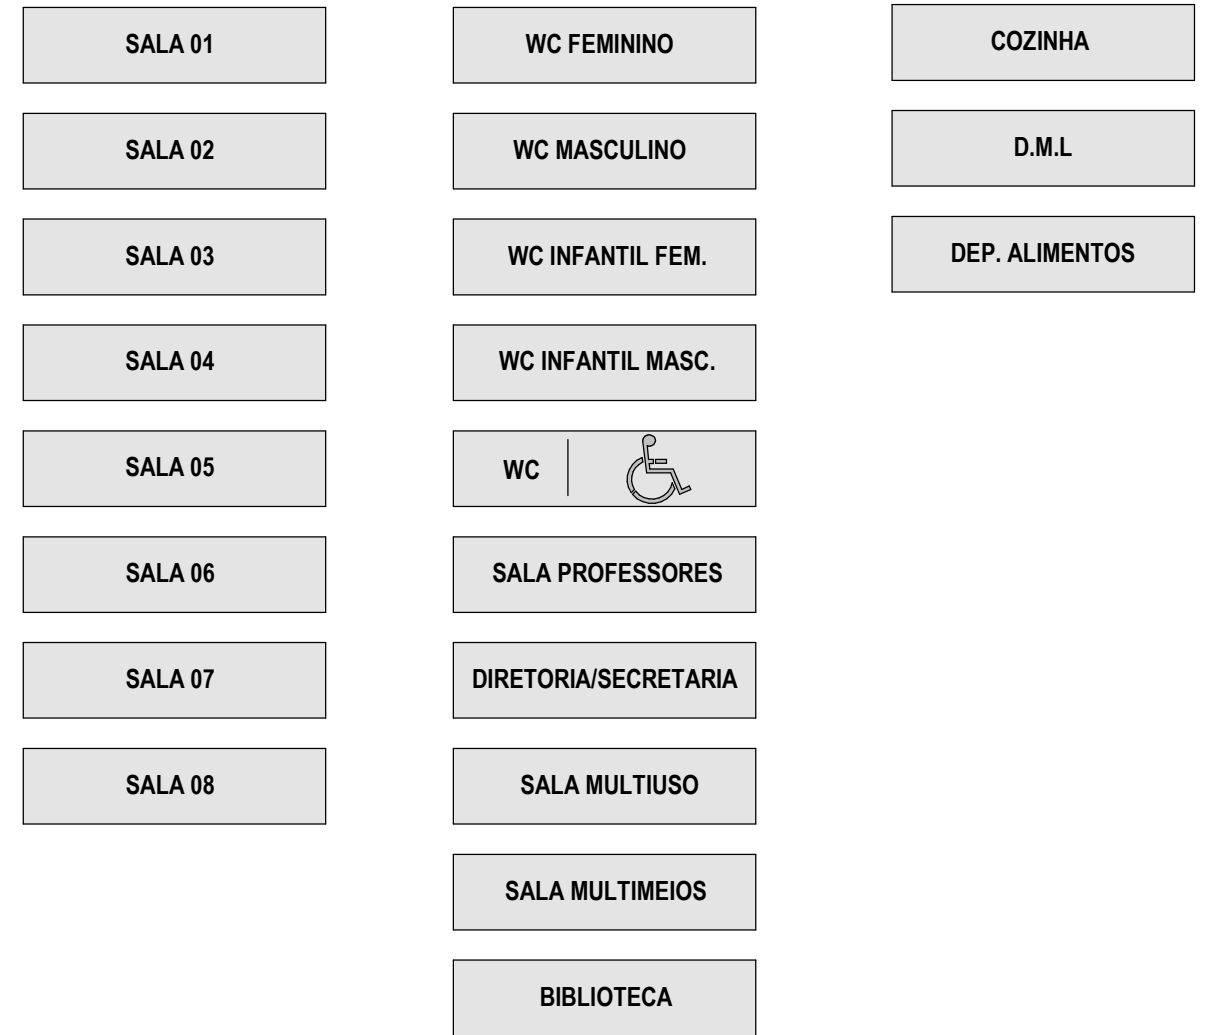 SALA 01
SALA 02
SALA 03
SALA 04
SALA 05
SALA 06
SALA 07
SALA 08
WC FEMININO
WC MASCULINO
WC INFANTIL FEM.
WC INFANTIL MASC.
WC
SALA PROFESSORES
DIRETORIA/SECRETARIA
SALA MULTIUSO
SALA MULTIMEIOS
BIBLIOTECA
COZINHA
D.M.L
DEP. ALIMENTOS